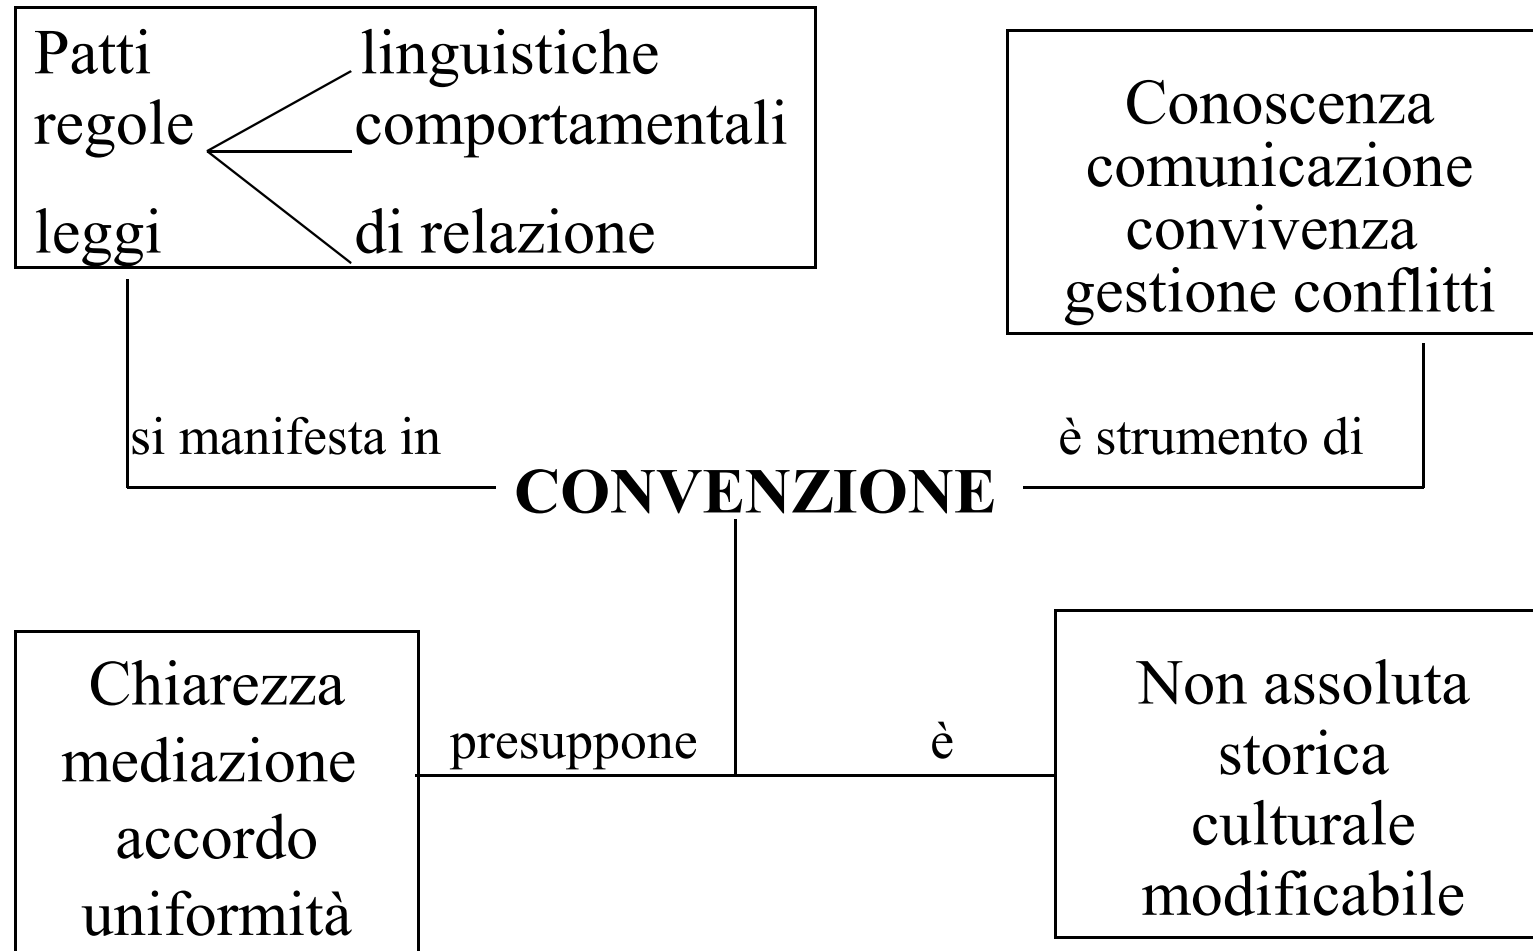 Patti linguistiche
regole comportamentali
leggi di relazione
Conoscenza
comunicazione
convivenza
gestione conflitti
si manifesta in
è strumento di
CONVENZIONE
Chiarezza
mediazione
accordo
uniformità
presuppone
è
Non assoluta
storica
culturale
modificabile